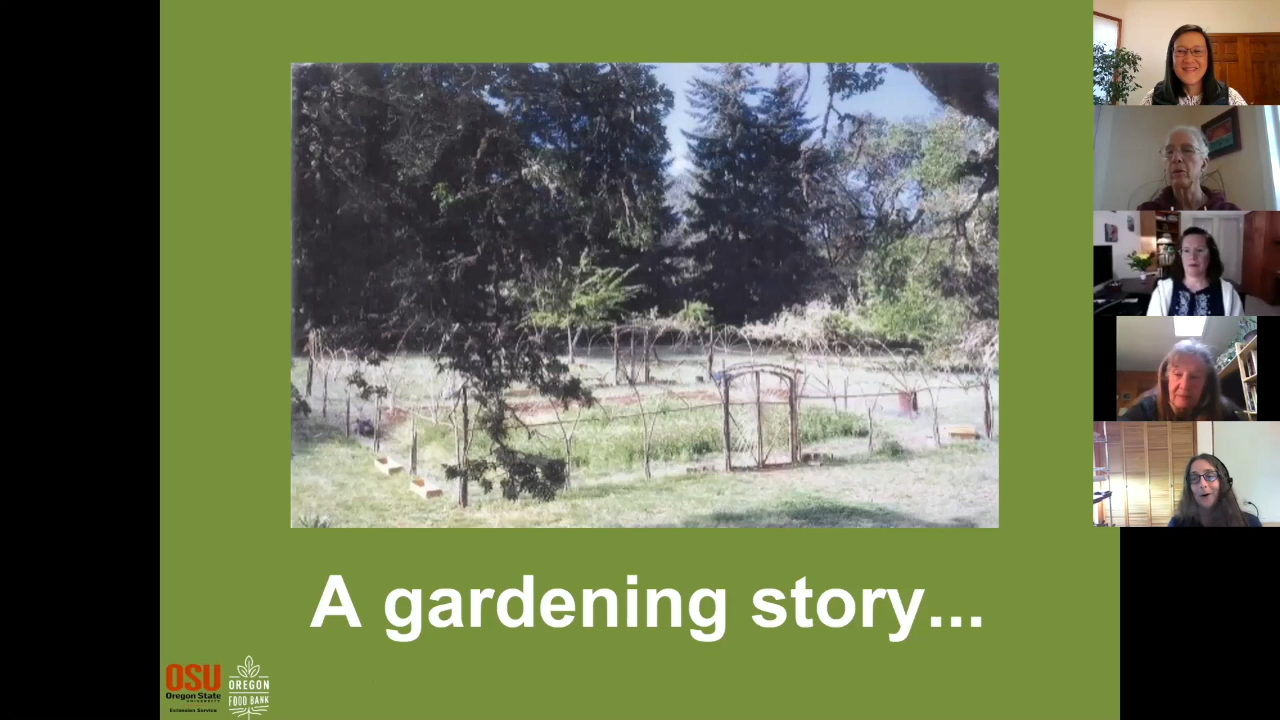 A gardening story...
OSU
Oregon State
UNIVERSITY
Extension Service
OREGON
FOOD BANK